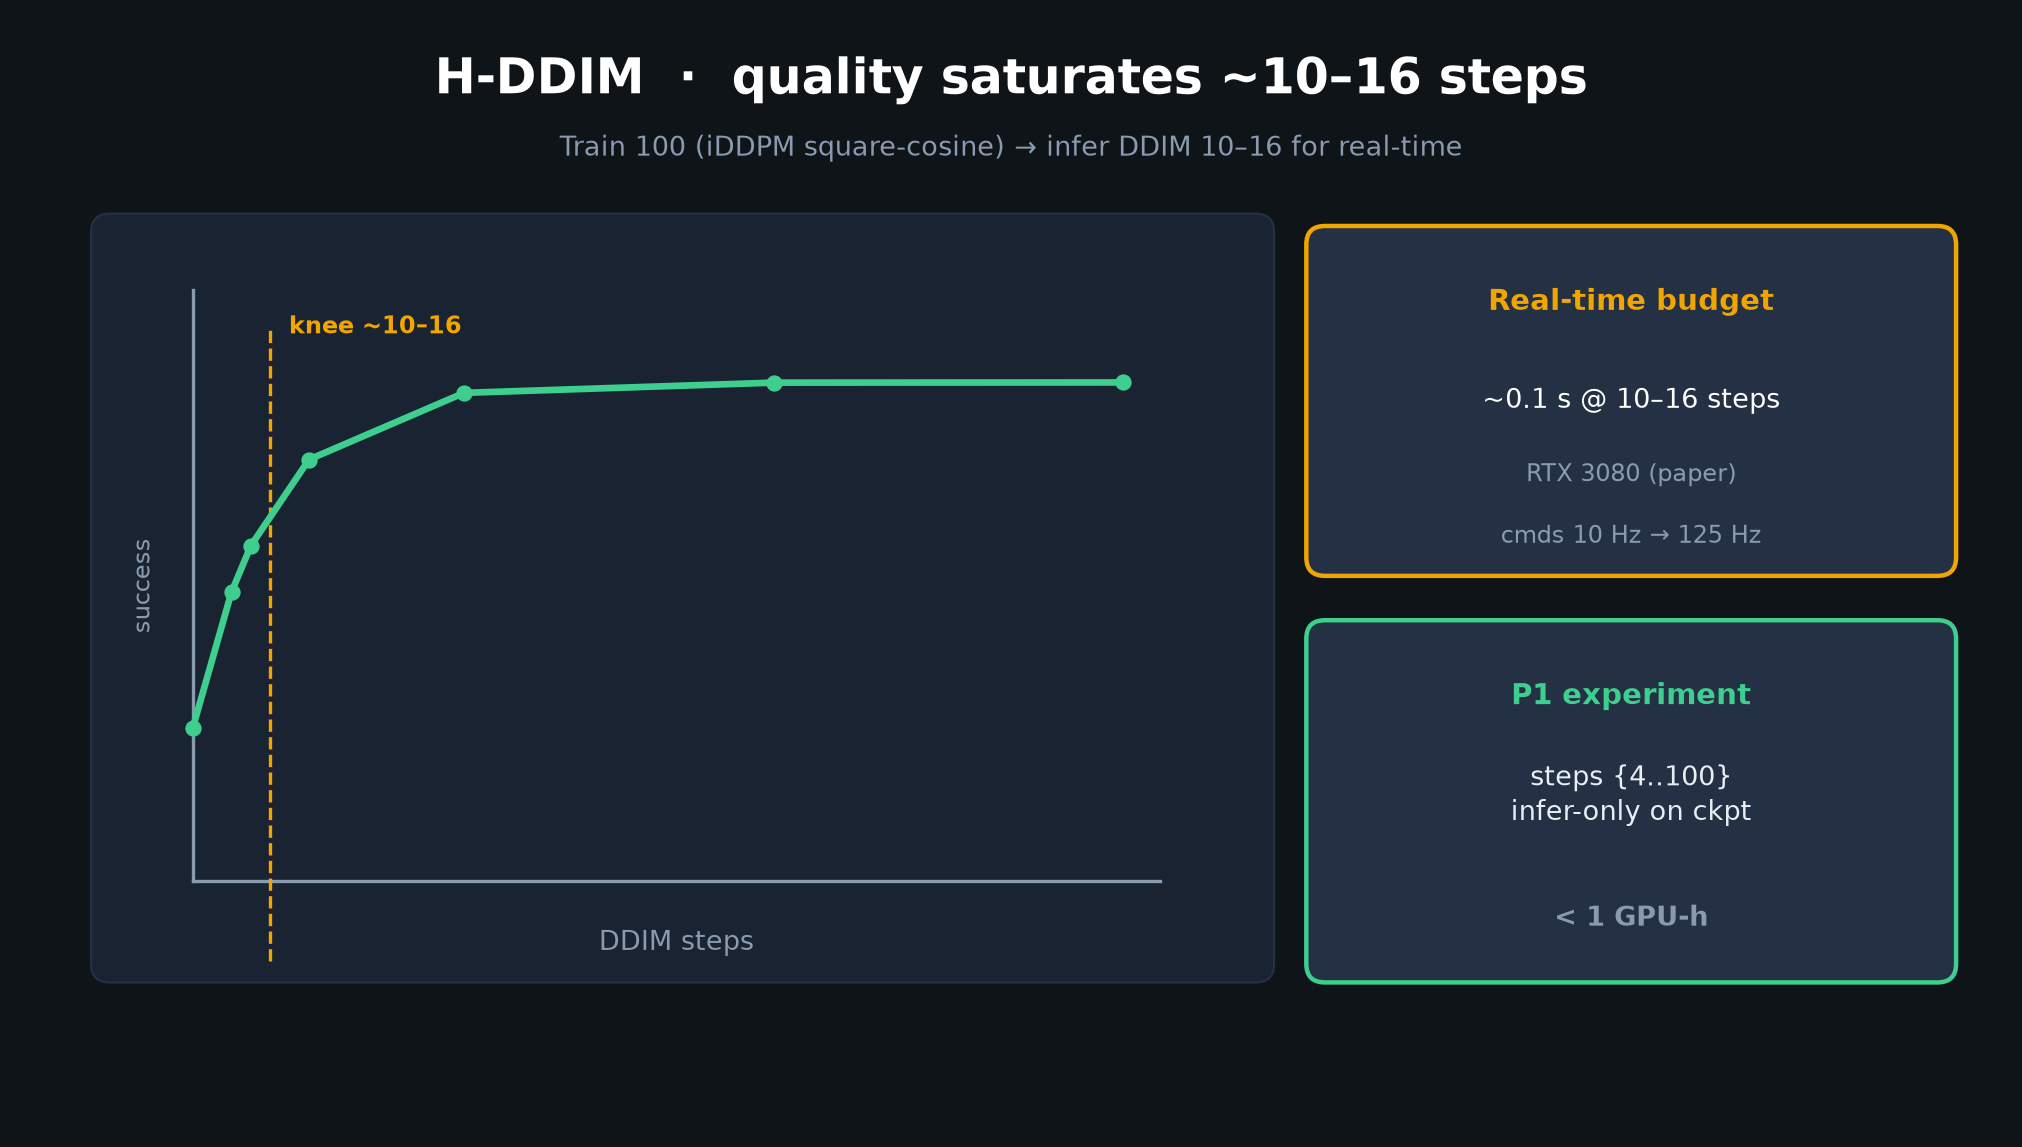 H-DDIM · quality saturates ~10–16 steps
Train 100 (iDDPM square-cosine) → infer DDIM 10–16 for real-time
knee ~10–16
success
DDIM steps
Real-time budget
~0.1 s @ 10–16 steps
RTX 3080 (paper)
cmds 10 Hz → 125 Hz
P1 experiment
steps {4..100}
infer-only on ckpt
< 1 GPU-h